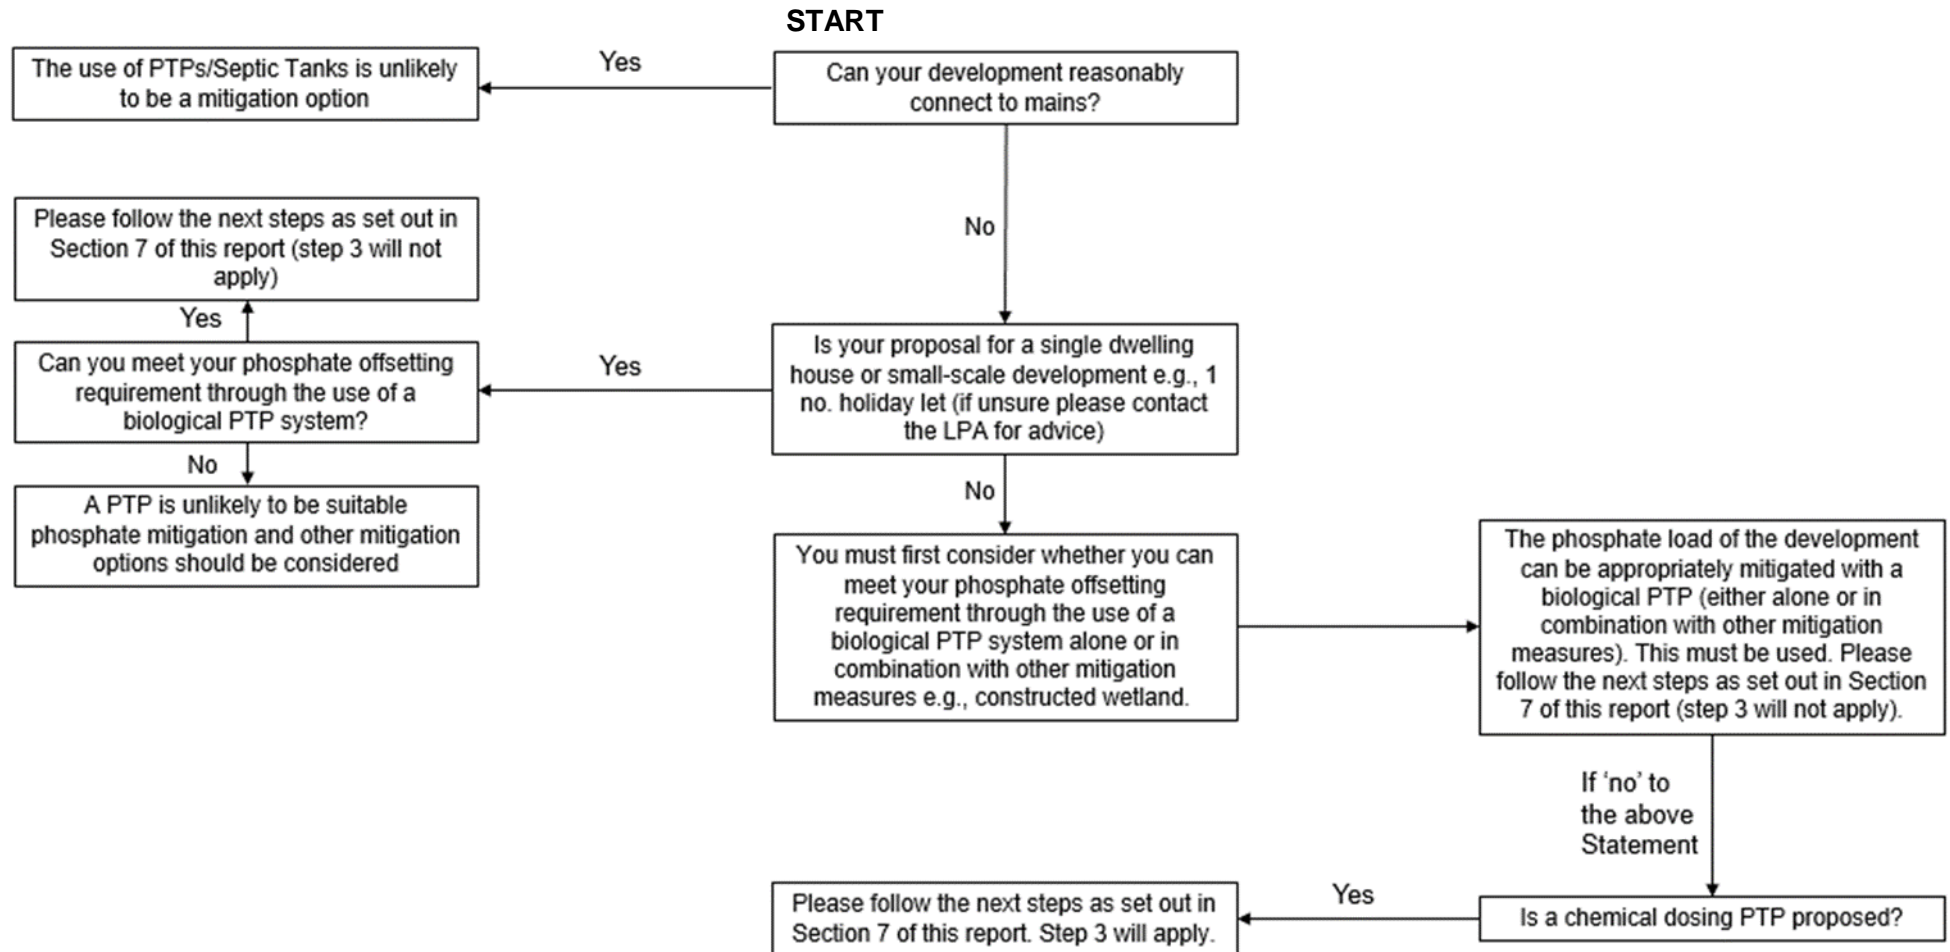 START
Can your development reasonably
connect to mains?
Yes
The use of PTPs/Septic Tanks is unlikely
to be a mitigation option
No
Is your proposal for a single dwelling
house or small-scale development e.g., 1
no. holiday let (if unsure please contact
the LPA for advice)
Yes
Can you meet your phosphate offsetting
requirement through the use of a
biological PTP system?
Yes
Please follow the next steps as set out in
Section 7 of this report (step 3 will not
apply)
No
A PTP is unlikely to be suitable
phosphate mitigation and other mitigation
options should be considered
No
You must first consider whether you can
meet your phosphate offsetting
requirement through the use of a
biological PTP system alone or in
combination with other mitigation
measures e.g., constructed wetland.
The phosphate load of the development
can be appropriately mitigated with a
biological PTP (either alone or in
combination with other mitigation
measures). This must be used. Please
follow the next steps as set out in Section
7 of this report (step 3 will not apply).
If ‘no’ to
the above
Statement
Is a chemical dosing PTP proposed?
Yes
Please follow the next steps as set out in
Section 7 of this report. Step 3 will apply.